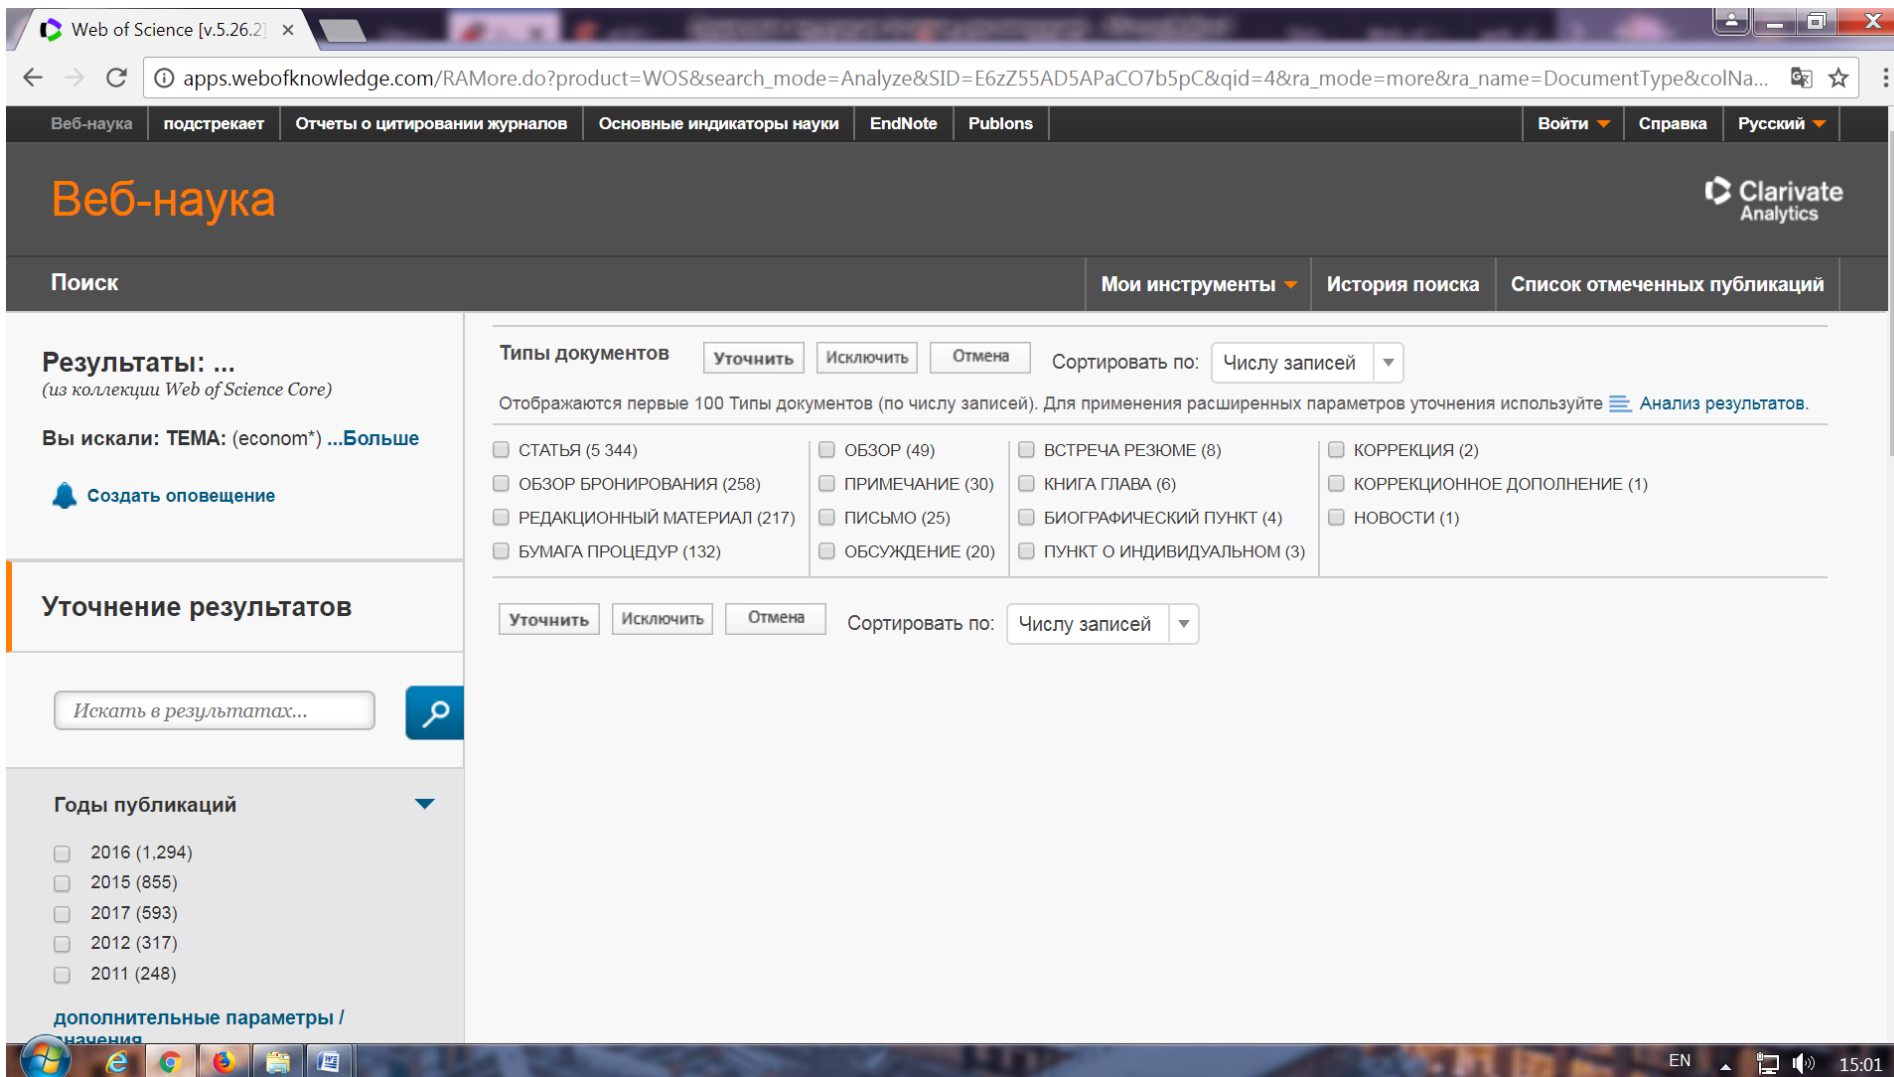 Web of Science [v.5.26.2]
apps.webofknowledge.com/RAMore.do?product=WOS&search_mode=Analyze&SID=E6zZ55AD5APaCO7b5pC&qid=4&ra_mode=more&ra_name=DocumentType&colNa...
Веб-наука подстрекает Отчеты о цитировании журналов Основные индикаторы науки EndNote Publons Войти Справка Русский
Веб-наука
Clarivate
Analytics
Поиск Мои инструменты История поиска Список отмеченных публикаций
Результаты: ...
(из коллекции Web of Science Core)
Вы искали: ТЕМА: (econom*) ...Больше
Создать оповещение
Уточнение результатов
Искать в результатах...
Годы публикаций
2016 (1,294)
2015 (855)
2017 (593)
2012 (317)
2011 (248)
дополнительные параметры /
значения
Типы документов Уточнить Исключить Отмена Сортировать по: Числу записей
Отображаются первые 100 Типы документов (по числу записей). Для применения расширенных параметров уточнения используйте Анализ результатов.
СТАТЬЯ (5 344) ОБЗОР (49) ВСТРЕЧА РЕЗЮМЕ (8) КОРРЕКЦИЯ (2)
ОБЗОР БРОНИРОВАНИЯ (258) ПРИМЕЧАНИЕ (30) КНИГА ГЛАВА (6) КОРРЕКЦИОННОЕ ДОПОЛНЕНИЕ (1)
РЕДАКЦИОННЫЙ МАТЕРИАЛ (217) ПИСЬМО (25) БИОГРАФИЧЕСКИЙ ПУНКТ (4) НОВОСТИ (1)
БУМАГА ПРОЦЕДУР (132) ОБСУЖДЕНИЕ (20) ПУНКТ О ИНДИВИДУАЛЬНОМ (3)
Уточнить Исключить Отмена Сортировать по: Числу записей
EN 15:01